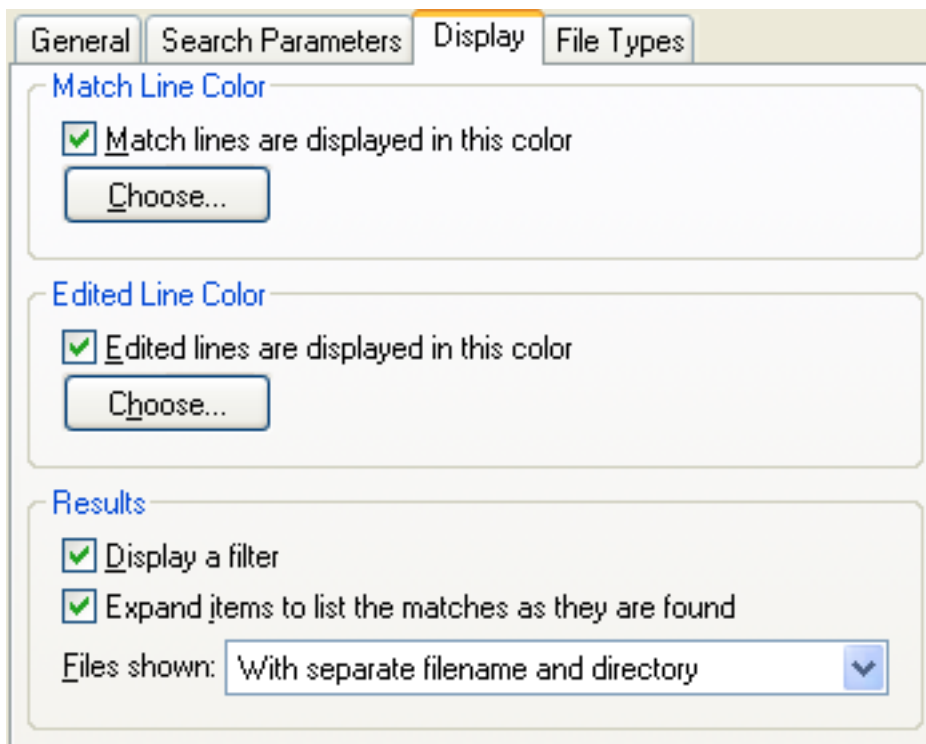 General Search Parameters Display File Types
Match Line Color
Match lines are displayed in this color
Choose...
Edited Line Color
Edited lines are displayed in this color
Choose...
Results
Display a filter
Expand items to list the matches as they are found
Files shown: With separate filename and directory